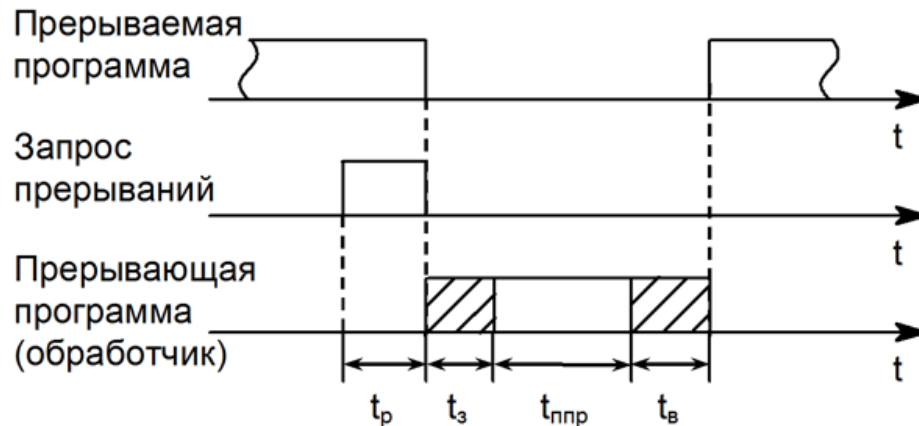 Прерываемая
программа
t
Запрос
прерываний
t
Прерывающая
программа
(обработчик)
t
tр tз tппр tв